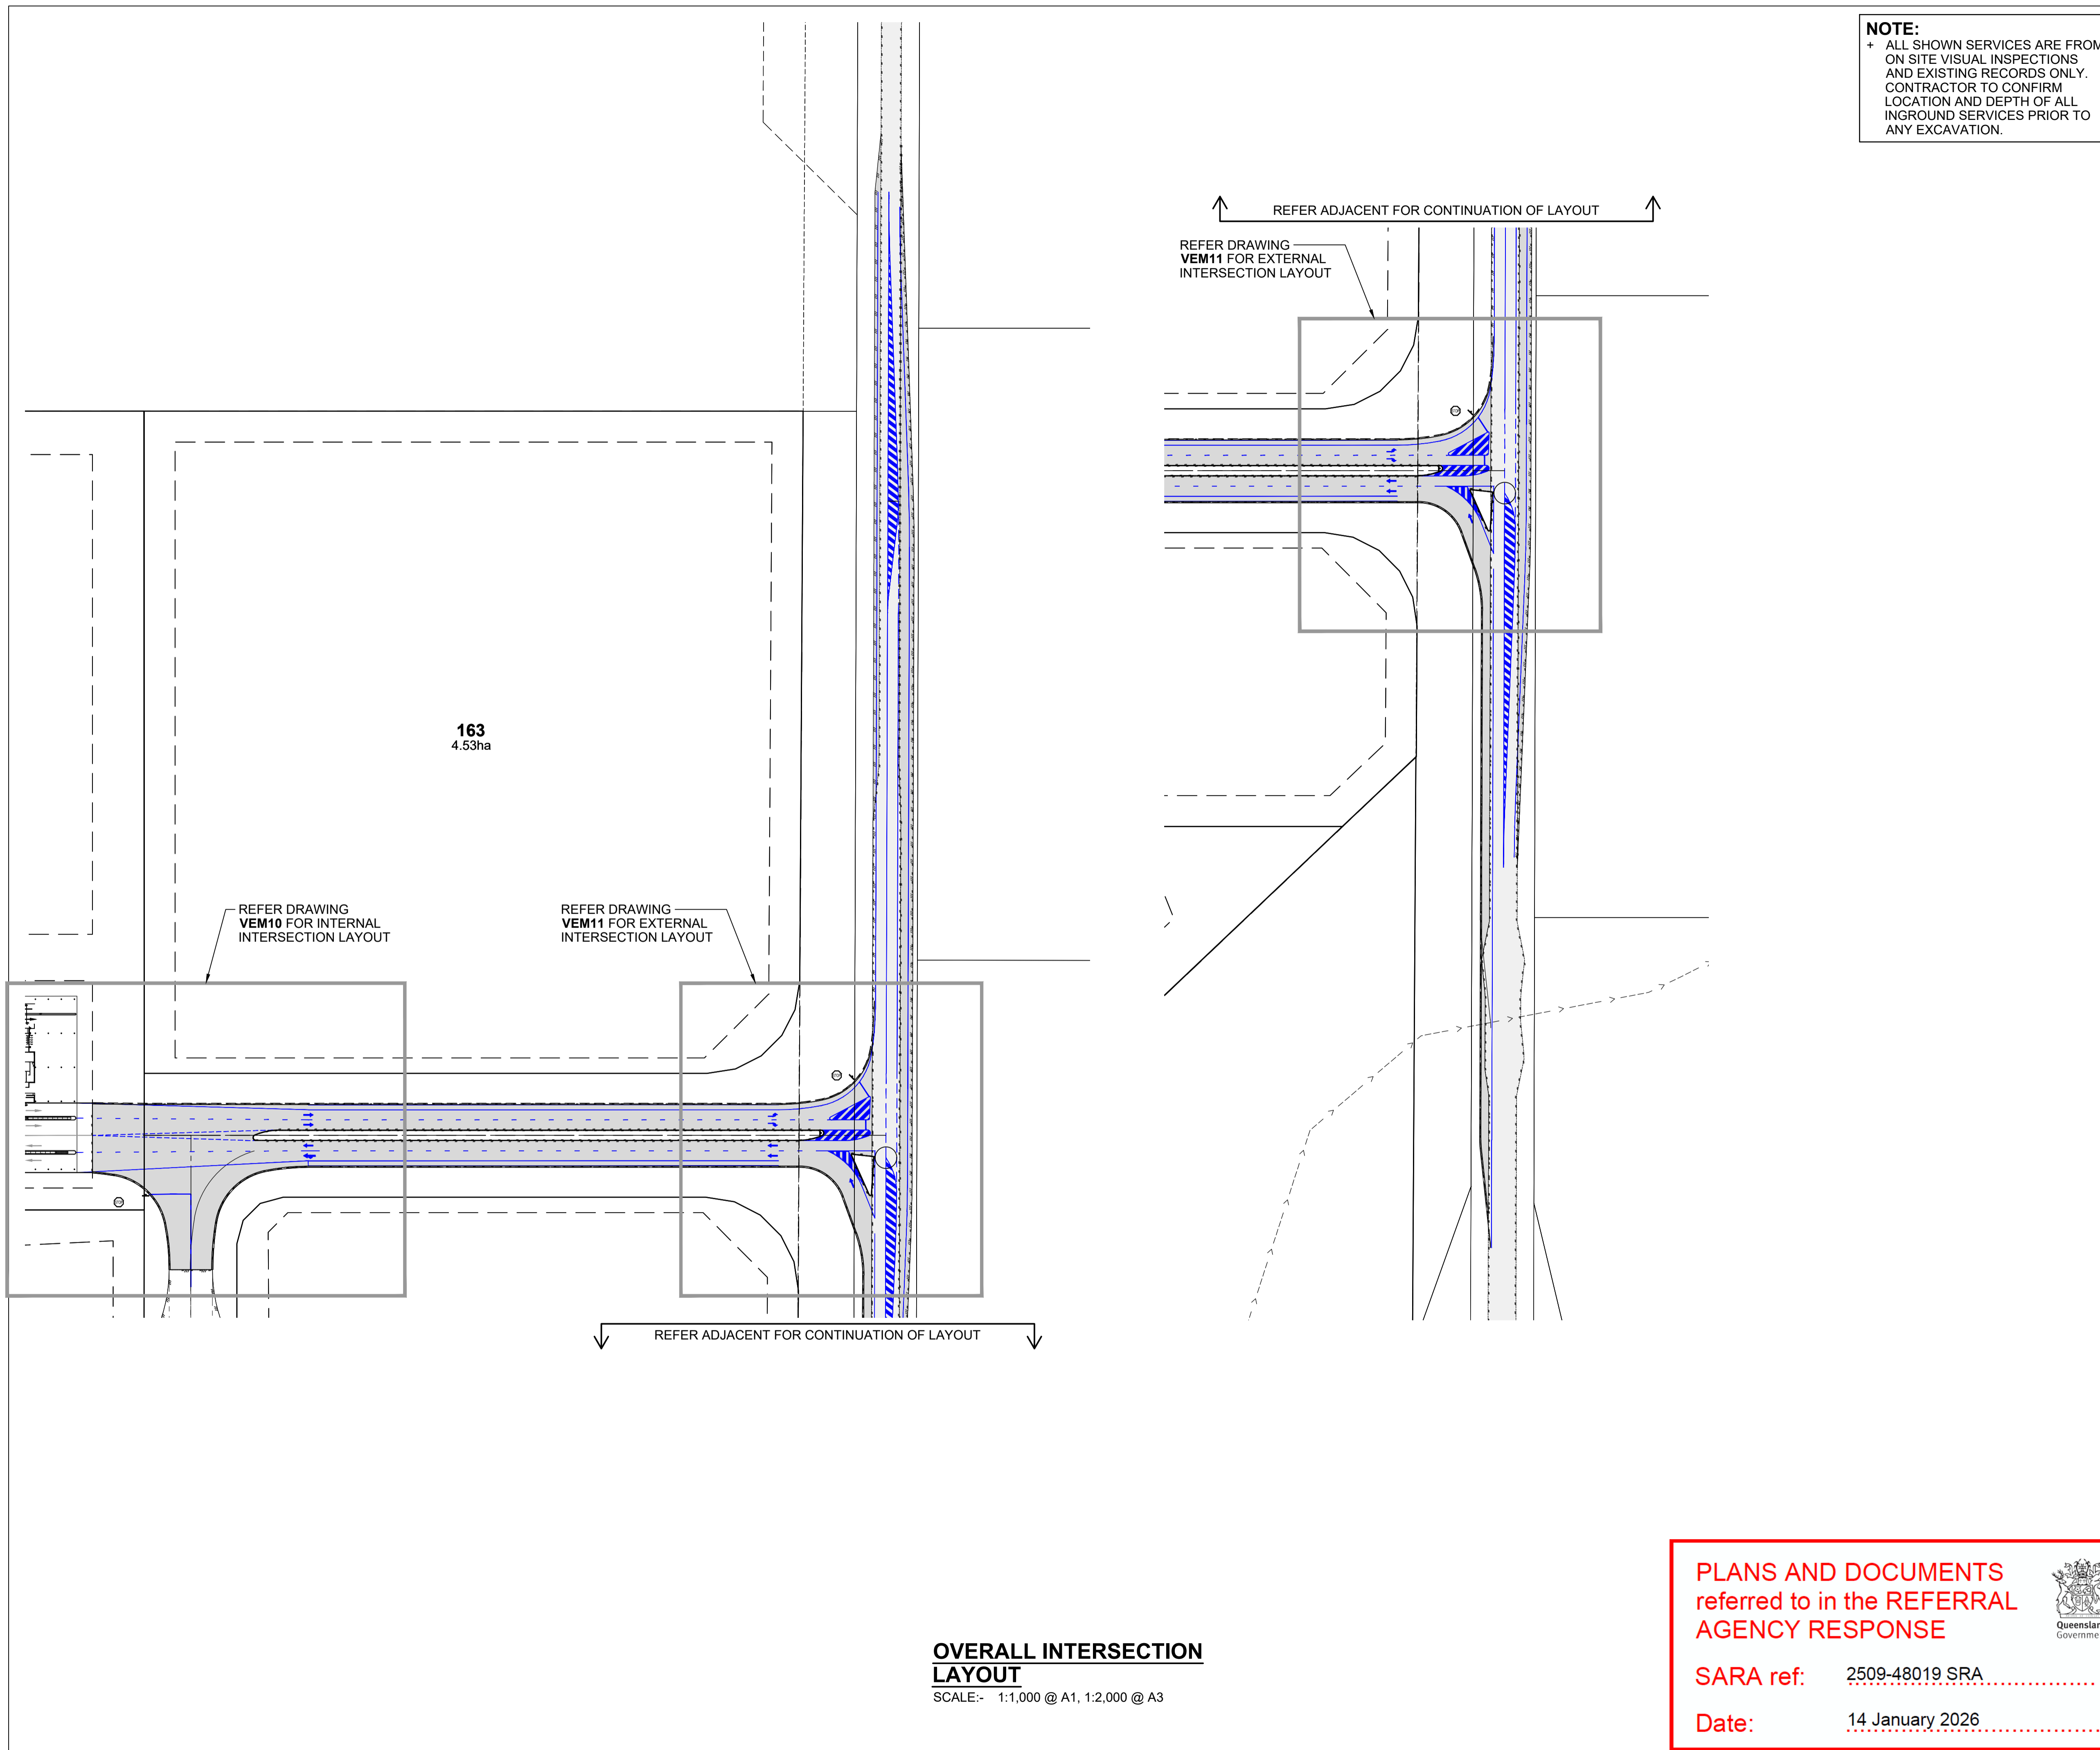 NOTE:
+ ALL SHOWN SERVICES ARE FROM
ON SITE VISUAL INSPECTIONS
AND EXISTING RECORDS ONLY.
CONTRACTOR TO CONFIRM
LOCATION AND DEPTH OF ALL
INGROUND SERVICES PRIOR TO
ANY EXCAVATION.
REFER ADJACENT FOR CONTINUATION OF LAYOUT
REFER DRAWING
VEM11 FOR EXTERNAL
INTERSECTION LAYOUT
163
4.53ha
REFER DRAWING
VEM10 FOR INTERNAL
INTERSECTION LAYOUT
REFER DRAWING
VEM11 FOR EXTERNAL
INTERSECTION LAYOUT
REFER ADJACENT FOR CONTINUATION OF LAYOUT
OVERALL INTERSECTION
LAYOUT
SCALE:- 1:1,000 @ A1, 1:2,000 @ A3
PLANS AND DOCUMENTS
referred to in the REFERRAL
AGENCY RESPONSE
SARA ref: 2509-48019 SRA
Date: 14 January 2026